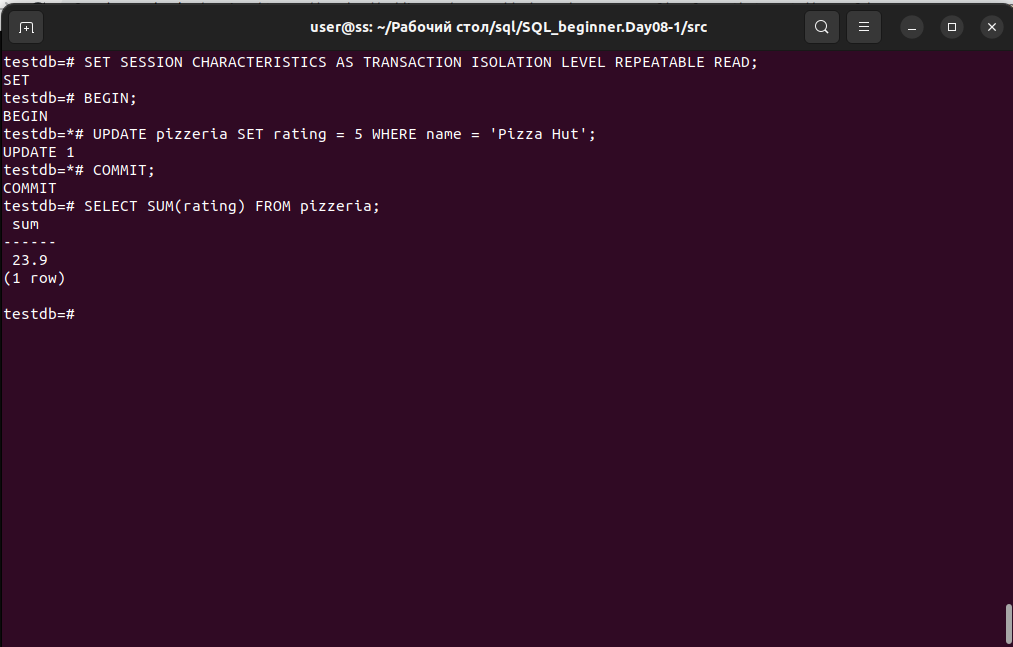 user@ss: ~/Рабочий стол/sql/SQL_beginner.Day08-1/src
testdb=# SET SESSION CHARACTERISTICS AS TRANSACTION ISOLATION LEVEL REPEATABLE READ;
SET
testdb=# BEGIN;
BEGIN
testdb=*# UPDATE pizzeria SET rating = 5 WHERE name = 'Pizza Hut';
UPDATE 1
testdb=*# COMMIT;
COMMIT
testdb=# SELECT SUM(rating) FROM pizzeria;
 sum
------
 23.9
(1 row)
testdb=#